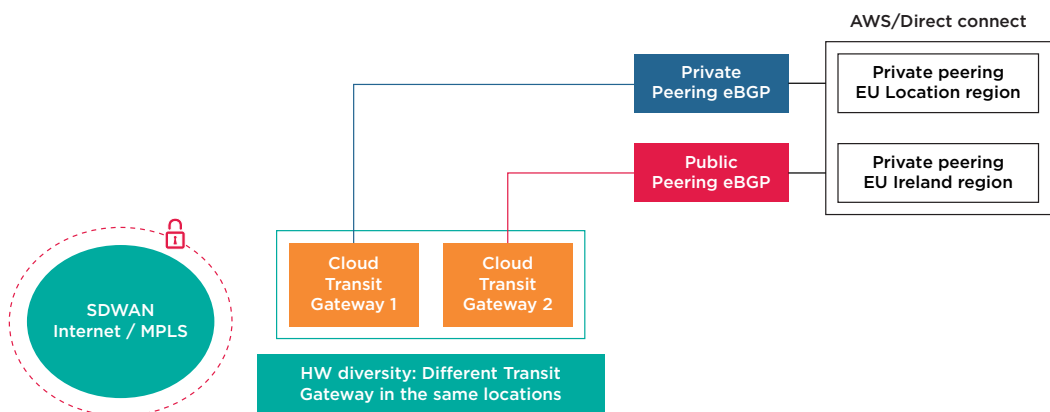 AWS/Direct connect
Private
Peering eBGP
Private peering
EU Location region
Public
Peering eBGP
Private peering
EU Ireland region
Cloud
Transit
Gateway 1
Cloud
Transit
Gateway 2
SDWAN
Internet / MPLS
HW diversity: Different Transit
Gateway in the same locations